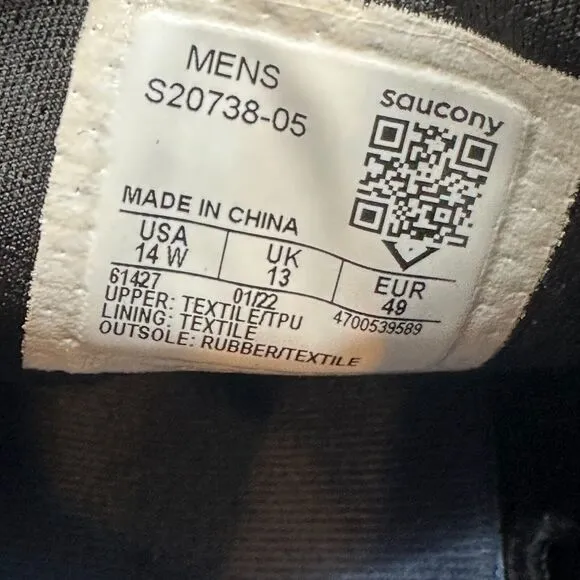 MENS
S20738-05
saucony
MADE IN CHINA
USA UK EUR
14 W 13 49
61427 01/22 4700539589
UPPER: TEXTILE/TPU
LINING: TEXTILE
OUTSOLE: RUBBER/TEXTILE